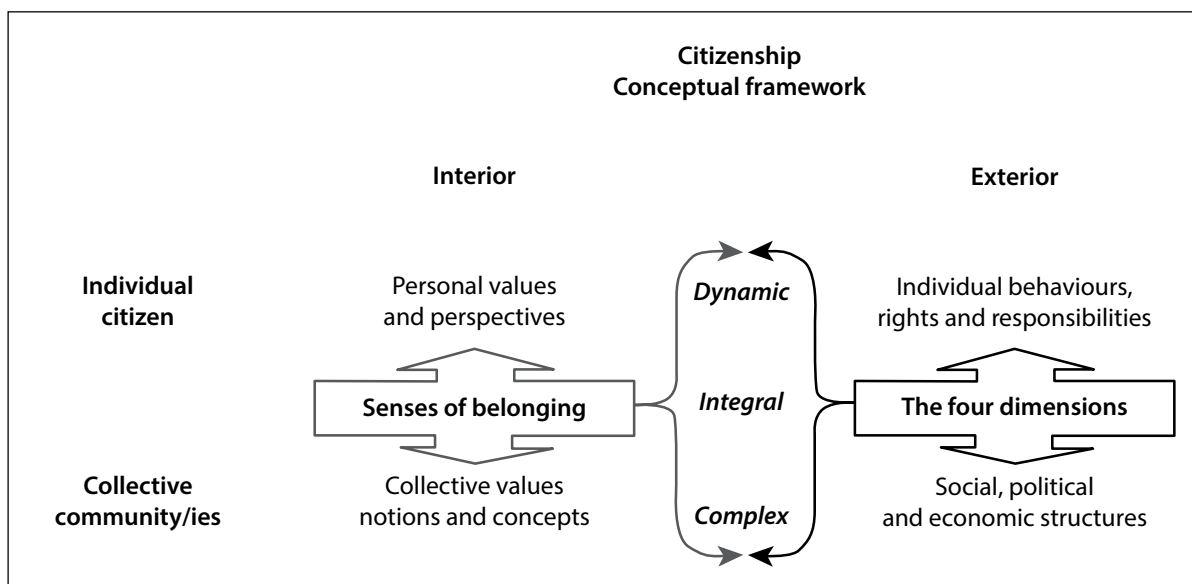 Citizenship
Conceptual framework
Interior
Exterior
Individual
citizen
Personal values
and perspectives
Dynamic
Individual behaviours,
rights and responsibilities
Senses of belonging
Integral
The four dimensions
Collective
community/ies
Collective values
notions and concepts
Complex
Social, political
and economic structures